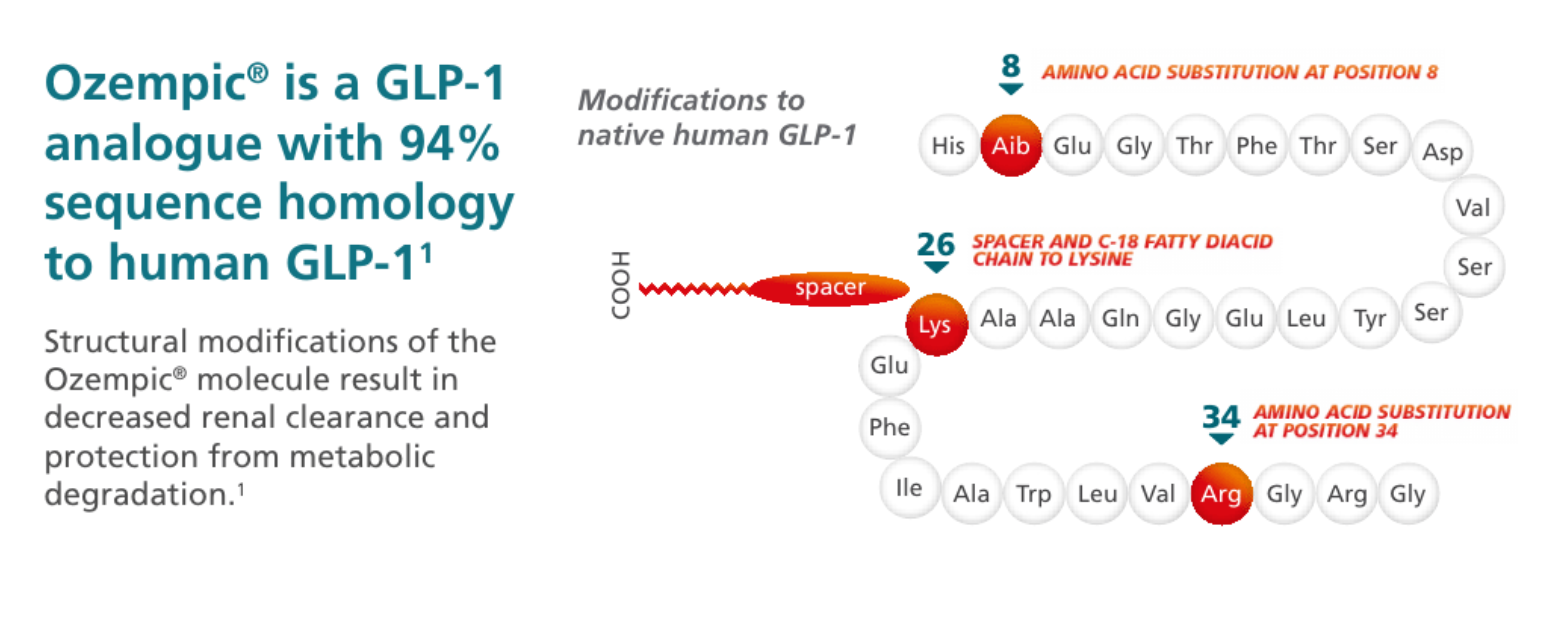 Ozempic® is a GLP-1
analogue with 94%
sequence homology
to human GLP-1¹
Structural modifications of the
Ozempic® molecule result in
decreased renal clearance and
protection from metabolic
degradation.¹
Modifications to
native human GLP-1
8 AMINO ACID SUBSTITUTION AT POSITION 8
His Aib Glu Gly Thr Phe Thr Ser Asp
Val
Ser
26 SPACER AND C-18 FATTY DIACID
CHAIN TO LYSINE
COOH spacer
Lys Ala Ala Gln Gly Glu Leu Tyr Ser
Glu
Phe
34 AMINO ACID SUBSTITUTION
AT POSITION 34
Ile Ala Trp Leu Val Arg Gly Arg Gly